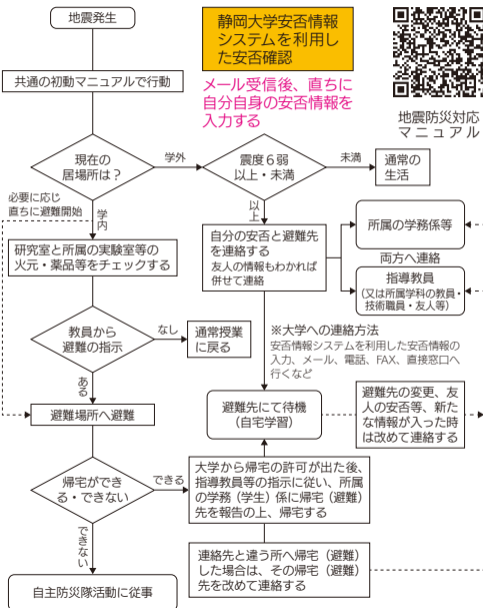 地震発生
静岡大学安否情報
システムを利用し
た安否確認
共通の初動マニュアルで行動
メール受信後、直ちに
自分自身の安否情報を
入力する
地震防災対応
マニュアル
現在の
居場所は？
学外
震度６弱
以上・未満
未満
通常の
生活
必要に応じ
直ちに避難開始
学内
以上
研究室と所属の実験室等の
火元・薬品等をチェックする
自分の安否と避難先
を連絡する
友人の情報もわかれば
併せて連絡
所属の学務係等
両方へ連絡
指導教員
（又は所属学科の教員・
技術職員・友人等）
教員から
避難の指示
なし
通常授業
に戻る
※大学への連絡方法
安否情報システムを利用した安否情報の
入力、メール、電話、FAX、直接窓口へ
行くなど
ある
避難場所へ避難
避難先にて待機
（自宅学習）
避難先の変更、友
人の安否等、新た
な情報が入った時
は改めて連絡する
帰宅ができ
る・できない
できる
大学から帰宅の許可が出た後、
指導教員等の指示に従い、所属
の学務（学生）係に帰宅（避難）
先を報告の上、帰宅する
できない
連絡先と違う所へ帰宅（避難）
した場合は、その帰宅（避難）
先を改めて連絡する
自主防災隊活動に従事